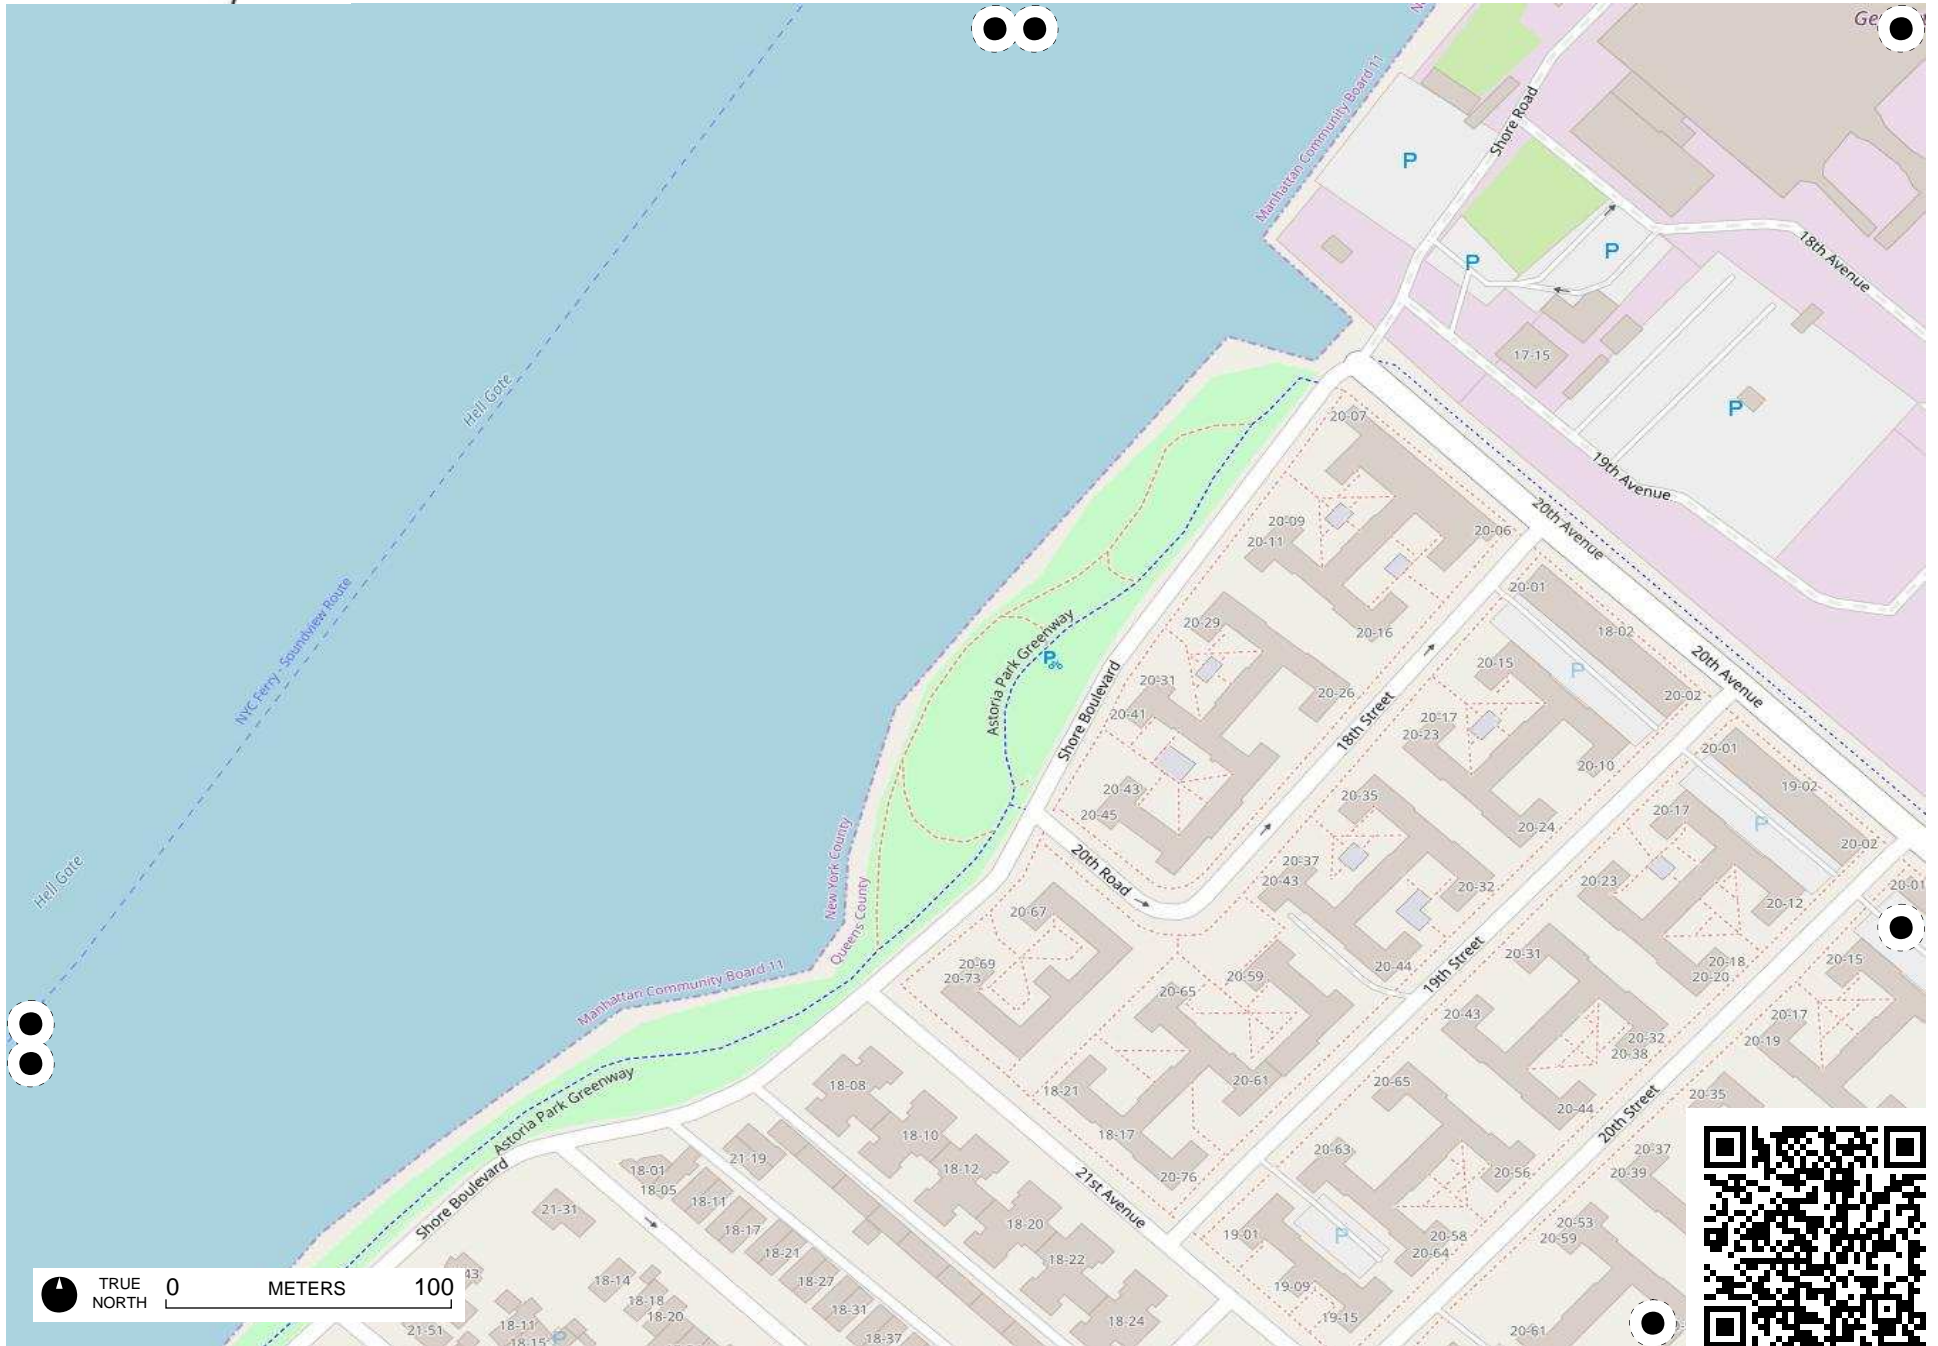 Manhattan Community Board 11
Shore Road
P
P
P
18th Avenue
17-15
P
19th Avenue
Hell Gate
20-07
20-09
20-11
20-06
20th Avenue
20-01
18-02
20-16
20-29
20-15
20th Avenue
NYC Ferry - Soundview Route
Astoria Park Greenway
P
P
20-31
20-26
20-02
20-41
20-17
20-23
18th Street
Shore Boulevard
20-01
20-10
19-02
20-43
20-45
20-35
20-17
P
20-24
20-02
Hell Gate
20th Road
20-37
20-43
20-32
20-23
20-01
20-12
New York County
Queens County
20-67
20-69
20-73
20-59
20-44
19th Street
20-31
20-18
20-20
20-15
Manhattan Community Board 11
20-65
20-43
20-17
20-32
20-38
20-19
Astoria Park Greenway
18-08
18-21
20-61
20-65
20-44
20-35
20th Street
18-10
18-17
20-63
20-37
20-39
21-19
18-12
20-76
20-56
18-01
18-05
18-11
21st Avenue
Shore Boulevard
21-31
18-17
18-20
19-01
P
20-58
20-64
20-53
20-59
18-21
18-22
43
18-14
18-27
19-09
18-18
18-20
18-31
18-24
19-15
21-51
18-11
18-15
P
18-37
20-61
TRUE NORTH
0 METERS 100